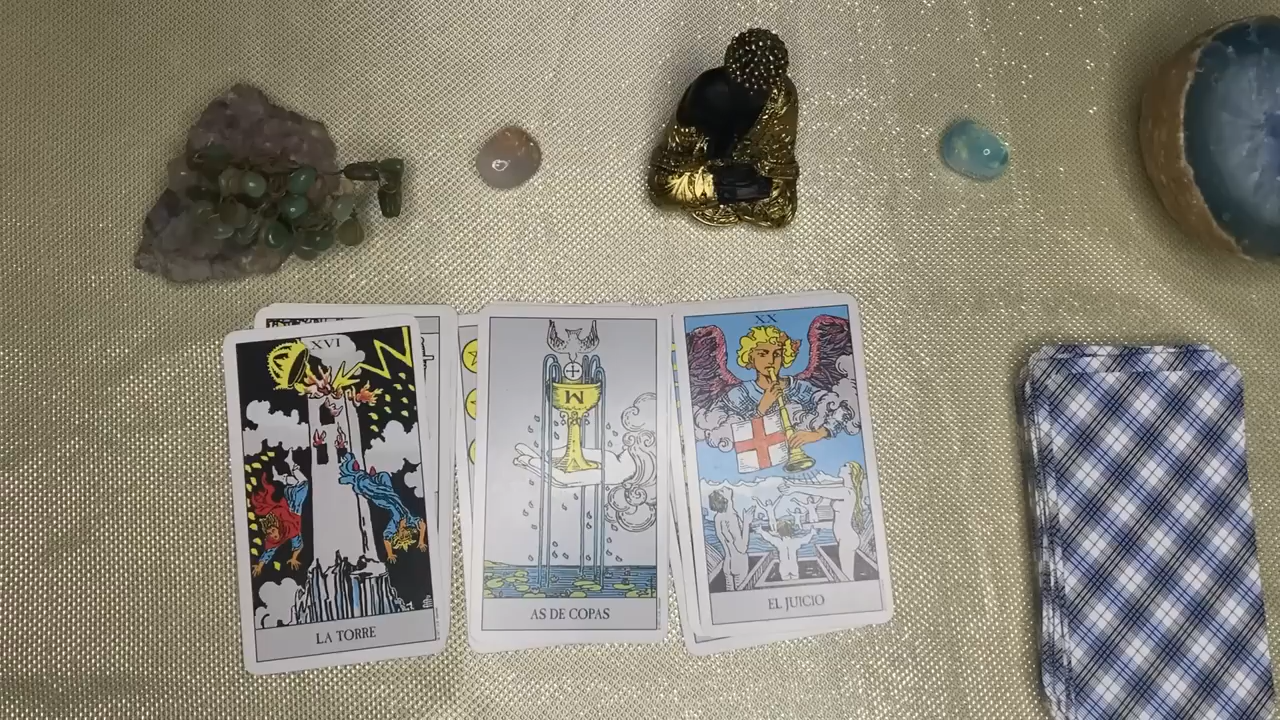 XVI
LA TORRE
AS DE COPAS
XX
EL JUICIO